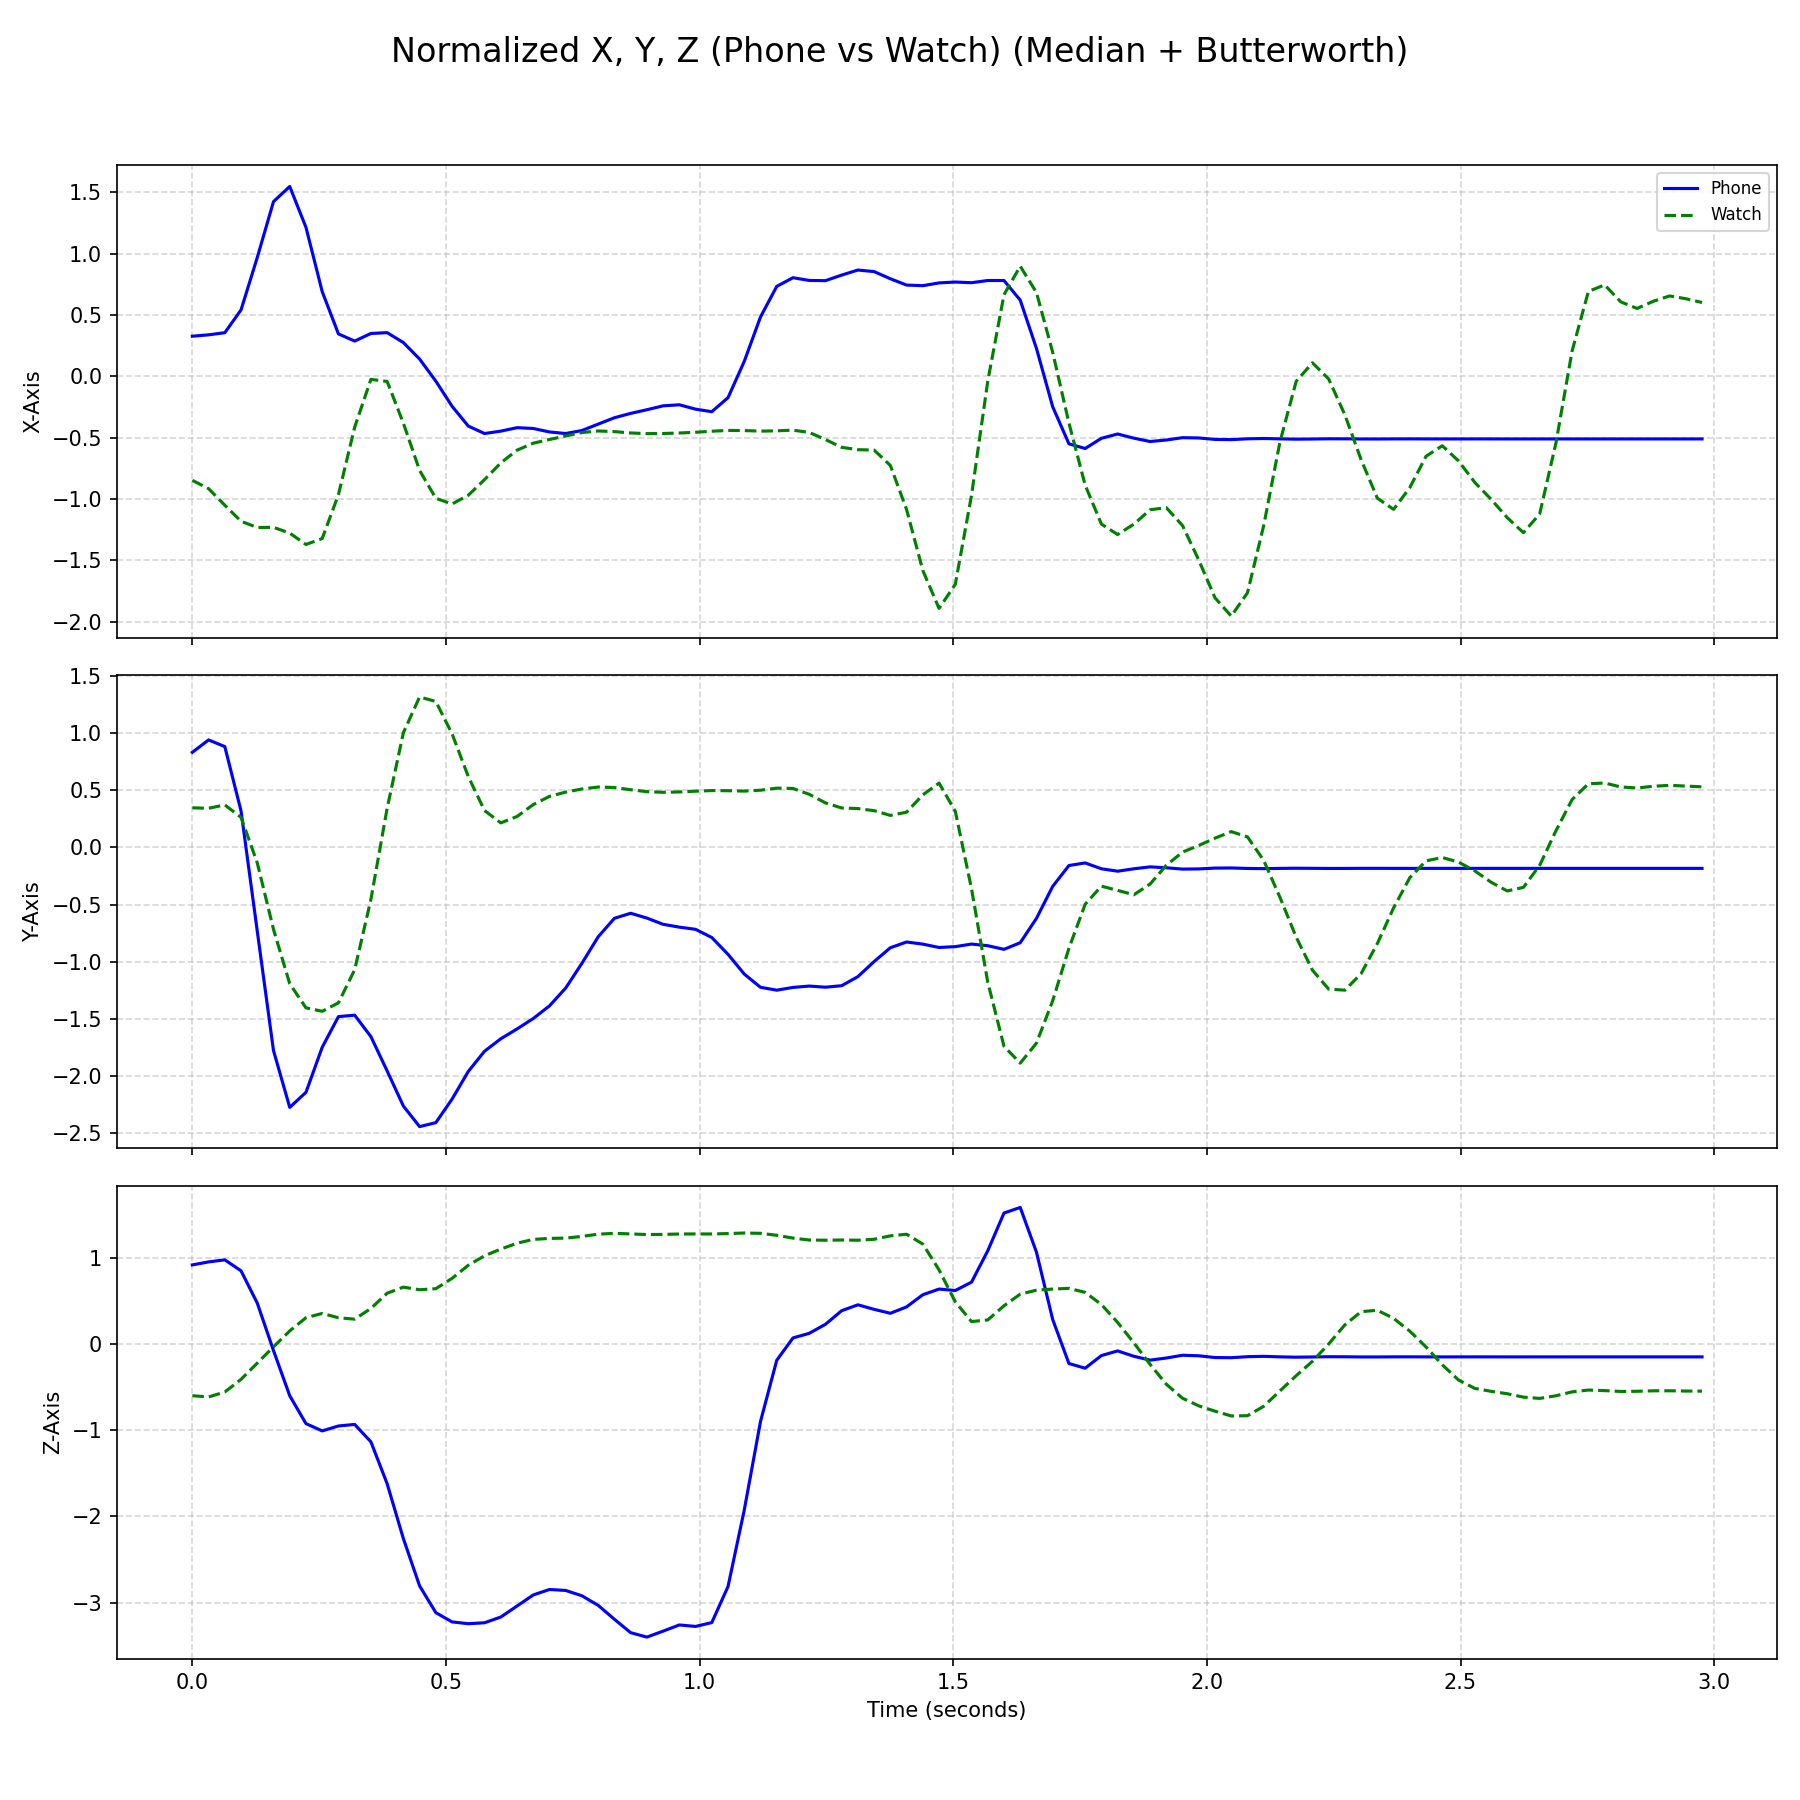 Normalized X, Y, Z (Phone vs Watch) (Median + Butterworth)
Phone
Watch
X-Axis
1.5
1.0
0.5
0.0
−0.5
−1.0
−1.5
−2.0
Y-Axis
1.5
1.0
0.5
0.0
−0.5
−1.0
−1.5
−2.0
−2.5
Z-Axis
1
0
−1
−2
−3
0.0 0.5 1.0 1.5 2.0 2.5 3.0
Time (seconds)